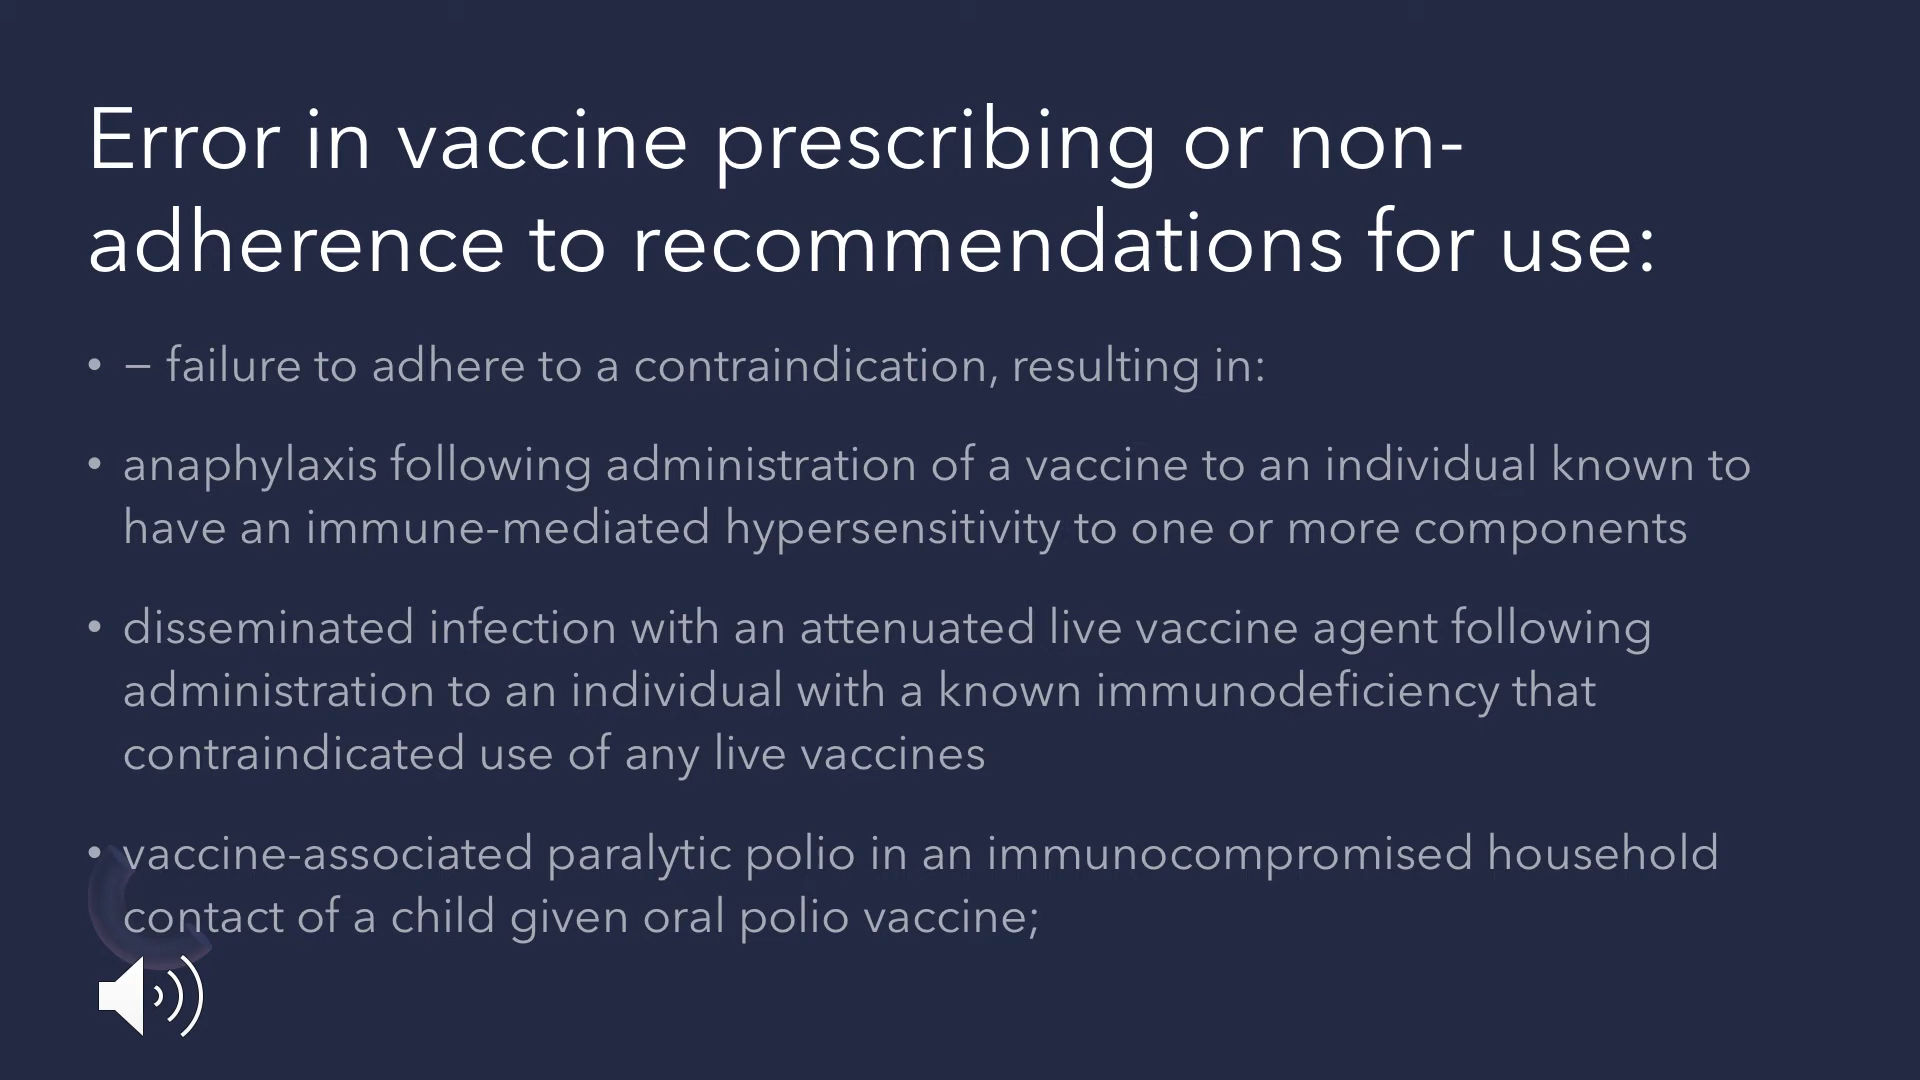 Error in vaccine prescribing or non-
adherence to recommendations for use:
• – failure to adhere to a contraindication, resulting in:
• anaphylaxis following administration of a vaccine to an individual known to
have an immune-mediated hypersensitivity to one or more components
• disseminated infection with an attenuated live vaccine agent following
administration to an individual with a known immunodeficiency that
contraindicated use of any live vaccines
• vaccine-associated paralytic polio in an immunocompromised household
contact of a child given oral polio vaccine;